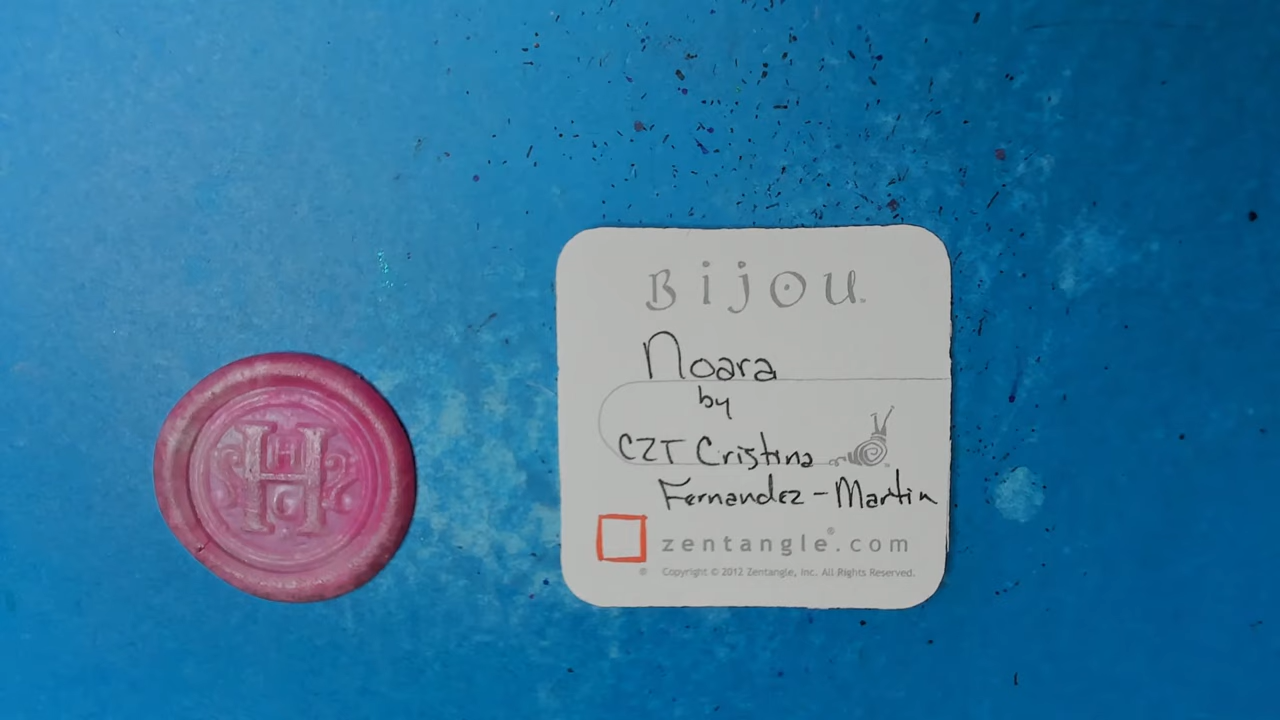 BijoU
Noara
by
CZT Cristina
Fernandez-Martin
zentangle®.com
® Copyright © 2012 Zentangle, Inc. All Rights Reserved.
H
H
C